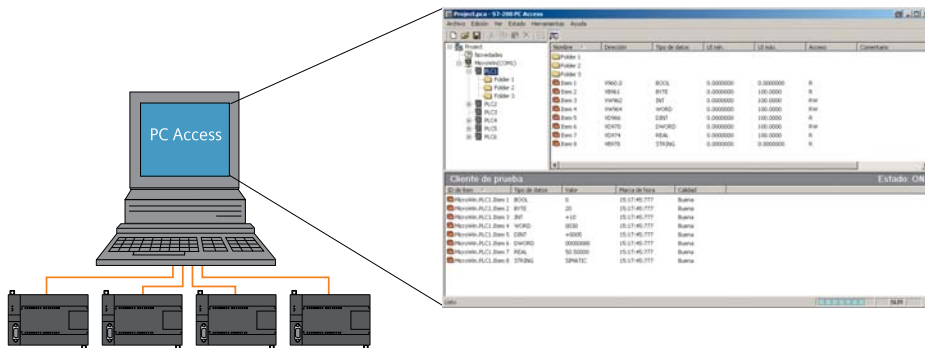 PC Access
Project.pca - S7-200 PC Access
Archivo Edición Ver Estado Herramientas Ayuda
Project
Novedades
MicroWin(COM1)
PLC1
Folder 1
Folder 2
Folder 3
PLC2
PLC3
PLC4
PLC5
PLC6
Nombre Dirección Tipo de datos UI mín. UI máx. Acceso Comentario
Folder 1
Folder 2
Folder 3
Item 1 V960.0 BOOL 0.0000000 0.0000000 R
Item 2 VB961 BYTE 0.0000000 100.0000 R
Item 3 VW962 INT 0.0000000 100.0000 RW
Item 4 VW964 WORD 0.0000000 100.0000 RW
Item 5 VD966 DINT 0.0000000 100.0000 R
Item 6 VD970 DWORD 0.0000000 100.0000 RW
Item 7 VD974 REAL 0.0000000 100.0000 R
Item 8 VB978 STRING 0.0000000 0.0000000 R
Cliente de prueba Estado: ON
ID de item Tipo de datos Valor Marca de hora Calidad
MicroWin.PLC1.Item 1 BOOL 0 15:17:45:777 Buena
MicroWin.PLC1.Item 2 BYTE 20 15:17:45:777 Buena
MicroWin.PLC1.Item 3 INT +10 15:17:45:777 Buena
MicroWin.PLC1.Item 4 WORD 0030 15:17:45:777 Buena
MicroWin.PLC1.Item 5 DINT +0005 15:17:45:777 Buena
MicroWin.PLC1.Item 6 DWORD 00000000 15:17:45:777 Buena
MicroWin.PLC1.Item 7 REAL 50.50000 15:17:45:777 Buena
MicroWin.PLC1.Item 8 STRING SIMATIC 15:17:45:777 Buena
Listo NUM